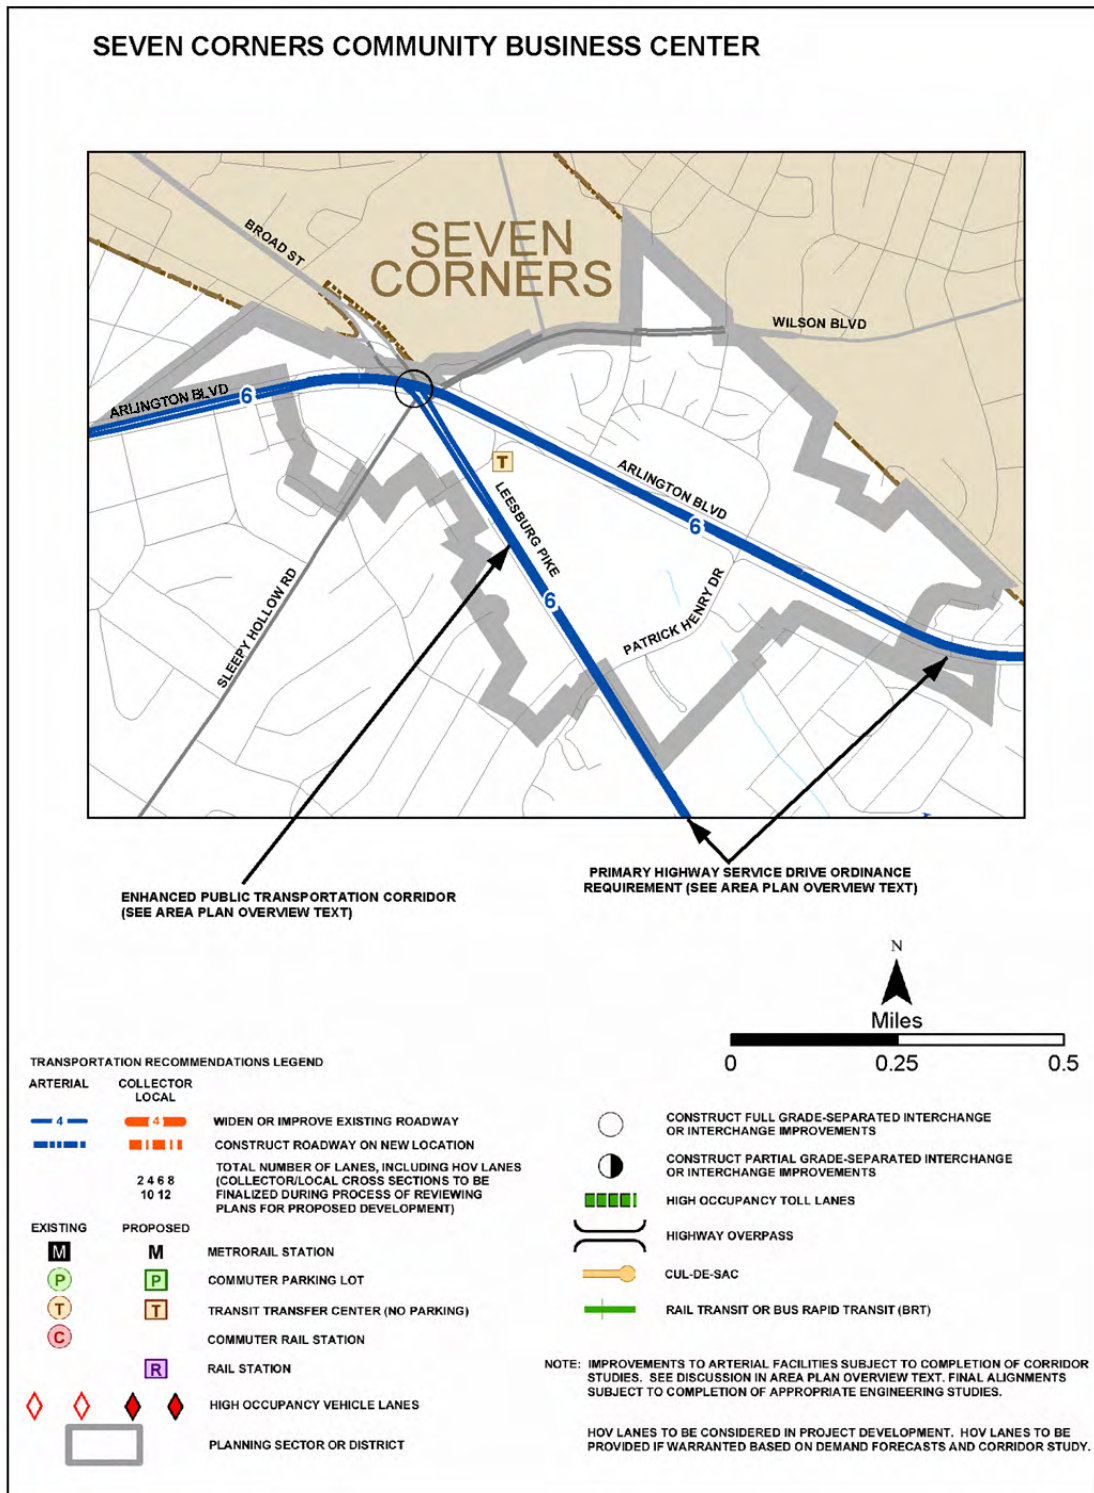 SEVEN CORNERS COMMUNITY BUSINESS CENTER
BROAD ST
SEVEN
CORNERS
WILSON BLVD
ARLINGTON BLVD
6
T
ARLINGTON BLVD
6
LEESBURG PIKE
6
SLEEPY HOLLOW RD
PATRICK HENRY DR
ENHANCED PUBLIC TRANSPORTATION CORRIDOR
(SEE AREA PLAN OVERVIEW TEXT)
PRIMARY HIGHWAY SERVICE DRIVE ORDINANCE
REQUIREMENT (SEE AREA PLAN OVERVIEW TEXT)
N
Miles
0 0.25 0.5
TRANSPORTATION RECOMMENDATIONS LEGEND
ARTERIAL COLLECTOR
LOCAL
4 4 WIDEN OR IMPROVE EXISTING ROADWAY
CONSTRUCT ROADWAY ON NEW LOCATION
TOTAL NUMBER OF LANES, INCLUDING HOV LANES
2 4 6 8 (COLLECTOR/LOCAL CROSS SECTIONS TO BE
10 12 FINALIZED DURING PROCESS OF REVIEWING
PLANS FOR PROPOSED DEVELOPMENT)
EXISTING PROPOSED
M M METRORAIL STATION
P P COMMUTER PARKING LOT
T T TRANSIT TRANSFER CENTER (NO PARKING)
C COMMUTER RAIL STATION
R RAIL STATION
HIGH OCCUPANCY VEHICLE LANES
PLANNING SECTOR OR DISTRICT
CONSTRUCT FULL GRADE-SEPARATED INTERCHANGE
OR INTERCHANGE IMPROVEMENTS
CONSTRUCT PARTIAL GRADE-SEPARATED INTERCHANGE
OR INTERCHANGE IMPROVEMENTS
HIGH OCCUPANCY TOLL LANES
HIGHWAY OVERPASS
CUL-DE-SAC
RAIL TRANSIT OR BUS RAPID TRANSIT (BRT)
NOTE: IMPROVEMENTS TO ARTERIAL FACILITIES SUBJECT TO COMPLETION OF CORRIDOR
STUDIES. SEE DISCUSSION IN AREA PLAN OVERVIEW TEXT. FINAL ALIGNMENTS
SUBJECT TO COMPLETION OF APPROPRIATE ENGINEERING STUDIES.
HOV LANES TO BE CONSIDERED IN PROJECT DEVELOPMENT. HOV LANES TO BE
PROVIDED IF WARRANTED BASED ON DEMAND FORECASTS AND CORRIDOR STUDY.